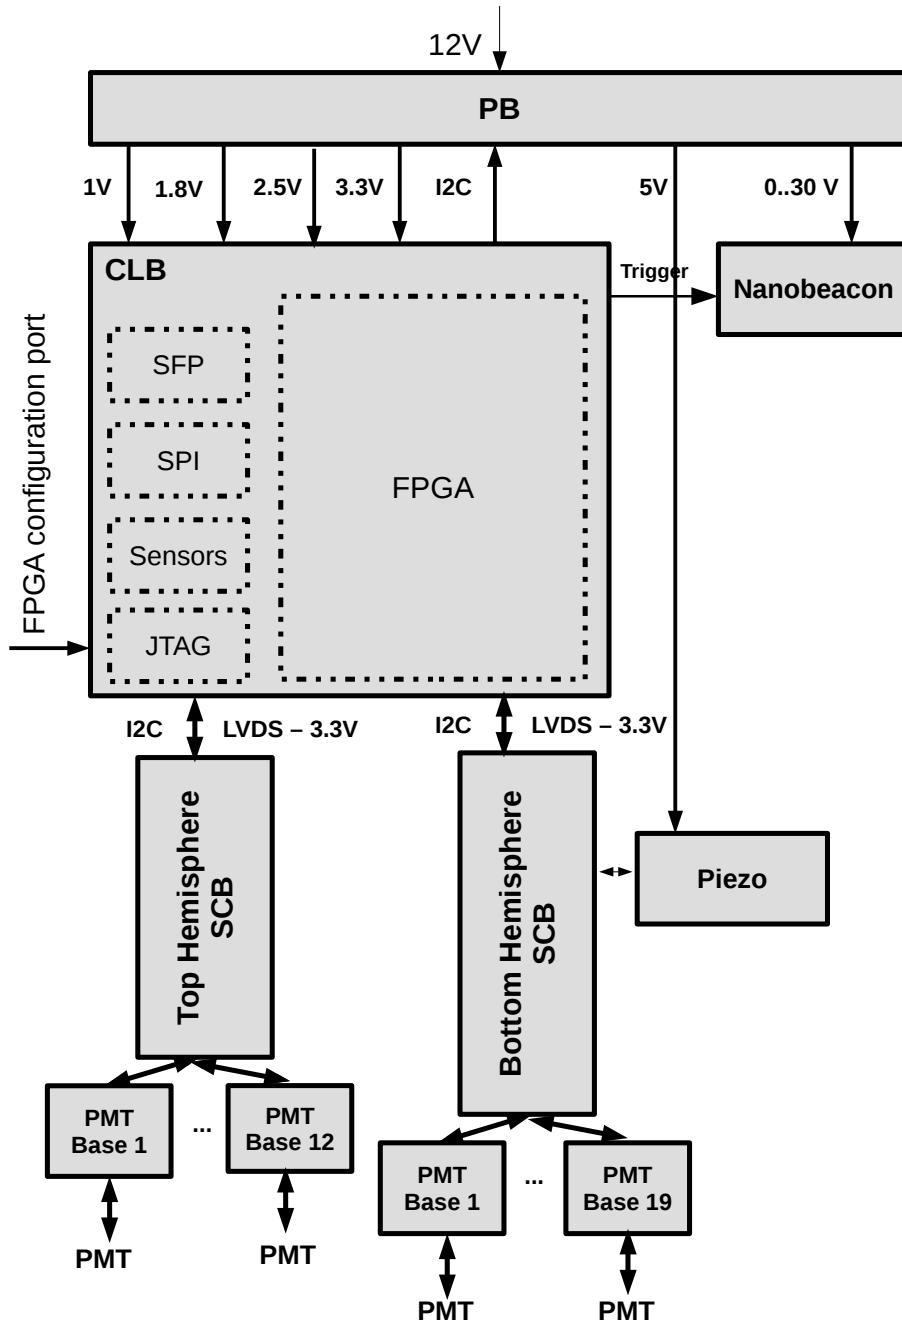 12V
PB
1V
1.8V
2.5V
3.3V
I2C
5V
0..30 V
CLB
Trigger
Nanobeacon
SFP
SPI
Sensors
JTAG
FPGA
FPGA configuration port
I2C
LVDS – 3.3V
I2C
LVDS – 3.3V
Top Hemisphere
SCB
Bottom Hemisphere
SCB
Piezo
PMT
Base 1
...
PMT
Base 12
PMT
Base 1
...
PMT
Base 19
PMT
PMT
PMT
PMT